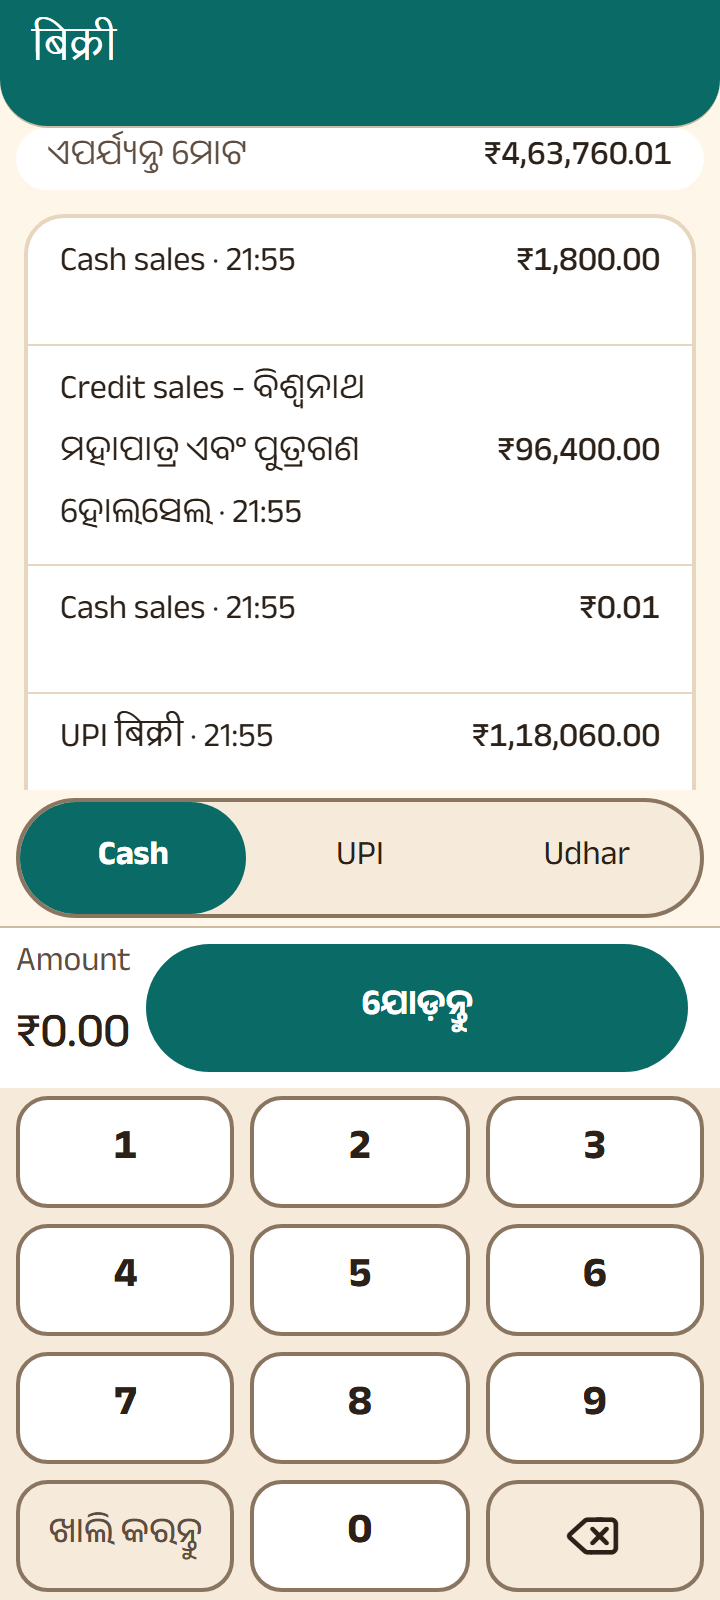 बिक्री
ଏପର୍ଯ୍ୟନ୍ତ ମୋଟ ₹4,63,760.01
Cash sales · 21:55 ₹1,800.00
Credit sales - ବିଶ୍ୱନାଥ
ମହାପାତ୍ର ଏବଂ ପୁତ୍ରଗଣ ₹96,400.00
ହୋଲସେଲ · 21:55
Cash sales · 21:55 ₹0.01
UPI बिक्री · 21:55 ₹1,18,060.00
Cash UPI Udhar
Amount
₹0.00 ଯୋଡ଼ନ୍ତୁ
1 2 3
4 5 6
7 8 9
ଖାଲି କରନ୍ତୁ 0